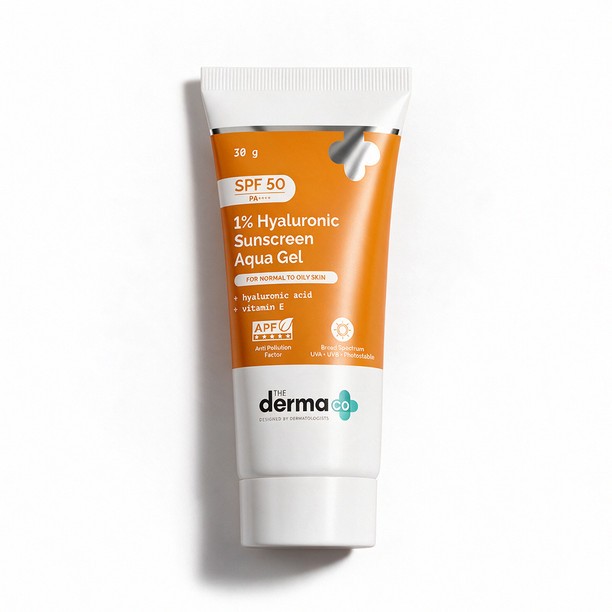 30 g
SPF 50
PA++++
1% Hyaluronic
Sunscreen
Aqua Gel
FOR NORMAL TO OILY SKIN
+ hyaluronic acid
+ vitamin E
APF
Anti Pollution
Factor
Broad Spectrum
UVA • UVB • Photostable
THE
derma co
DESIGNED BY DERMATOLOGISTS